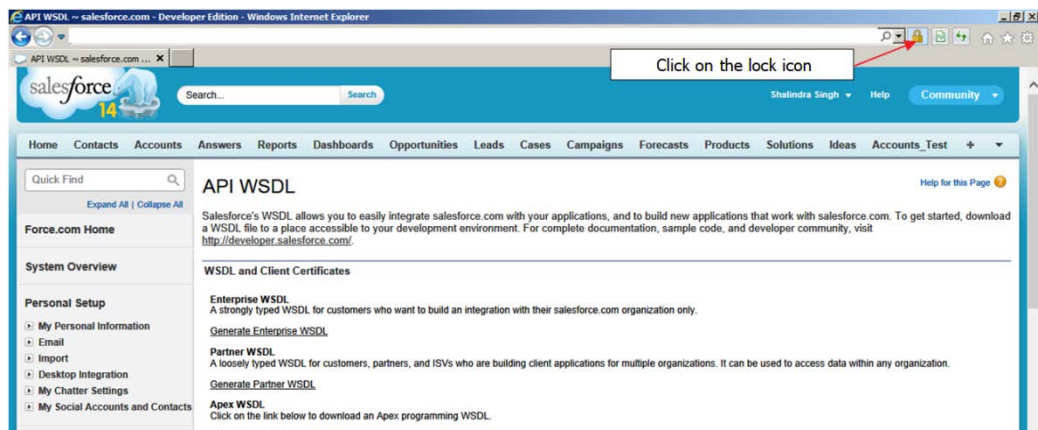 API WSDL ~ salesforce.com - Developer Edition - Windows Internet Explorer
API WSDL ~ salesforce.com ... X
Click on the lock icon
salesforce
14
Search...
Search
Shalindra Singh
Help
Community
Home Contacts Accounts Answers Reports Dashboards Opportunities Leads Cases Campaigns Forecasts Products Solutions Ideas Accounts_Test +
Quick Find
Expand All | Collapse All
Force.com Home
System Overview
Personal Setup
My Personal Information
Email
Import
Desktop Integration
My Chatter Settings
My Social Accounts and Contacts
API WSDL
Help for this Page ?
Salesforce's WSDL allows you to easily integrate salesforce.com with your applications, and to build new applications that work with salesforce.com. To get started, download
a WSDL file to a place accessible to your development environment. For complete documentation, sample code, and developer community, visit
http://developer.salesforce.com/.
WSDL and Client Certificates
Enterprise WSDL
A strongly typed WSDL for customers who want to build an integration with their salesforce.com organization only.
Generate Enterprise WSDL
Partner WSDL
A loosely typed WSDL for customers, partners, and ISVs who are building client applications for multiple organizations. It can be used to access data within any organization.
Generate Partner WSDL
Apex WSDL
Click on the link below to download an Apex programming WSDL.